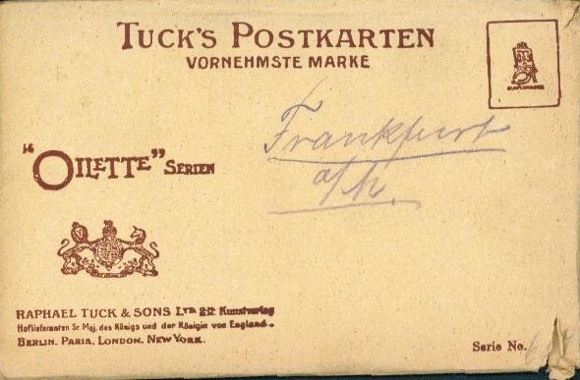 TUCK'S POSTKARTEN
VORNEHMSTE MARKE
"OILETTE" SERIEN
Frankfurt
a/M.
RAPHAEL TUCK & SONS LTD Kunstverlag
Hoflieferanten Sr. Maj. des Königs und der Königin von England.
BERLIN. PARIS. LONDON. NEW YORK.
Serie No.